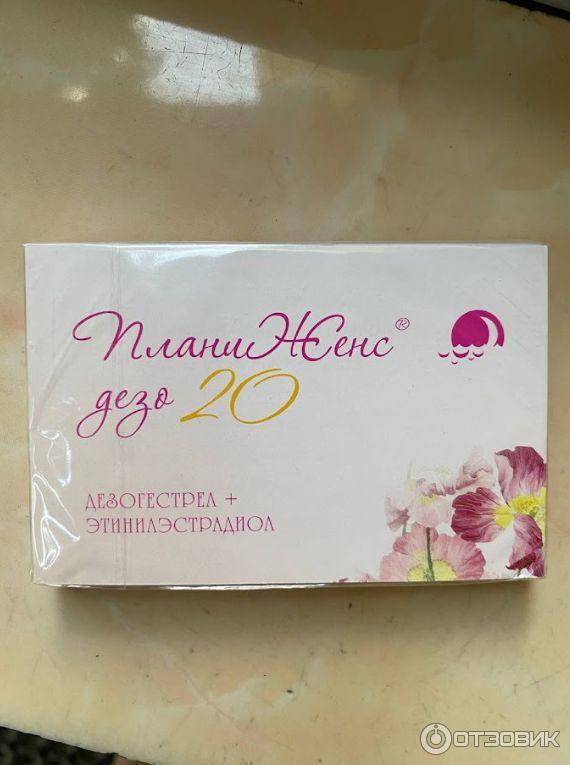 ПланиЖенс®
дезо 20
ДЕЗОГЕСТРЕЛ +
ЭТИНИЛЭСТРАДИОЛ
ОТЗОВИК